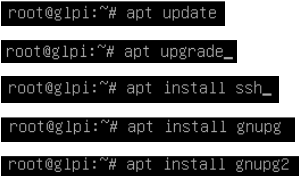 root@glpi:~# apt update
root@glpi:~# apt upgrade_
root@glpi:~# apt install ssh_
root@glpi:~# apt install gnupg
root@glpi:~# apt install gnupg2